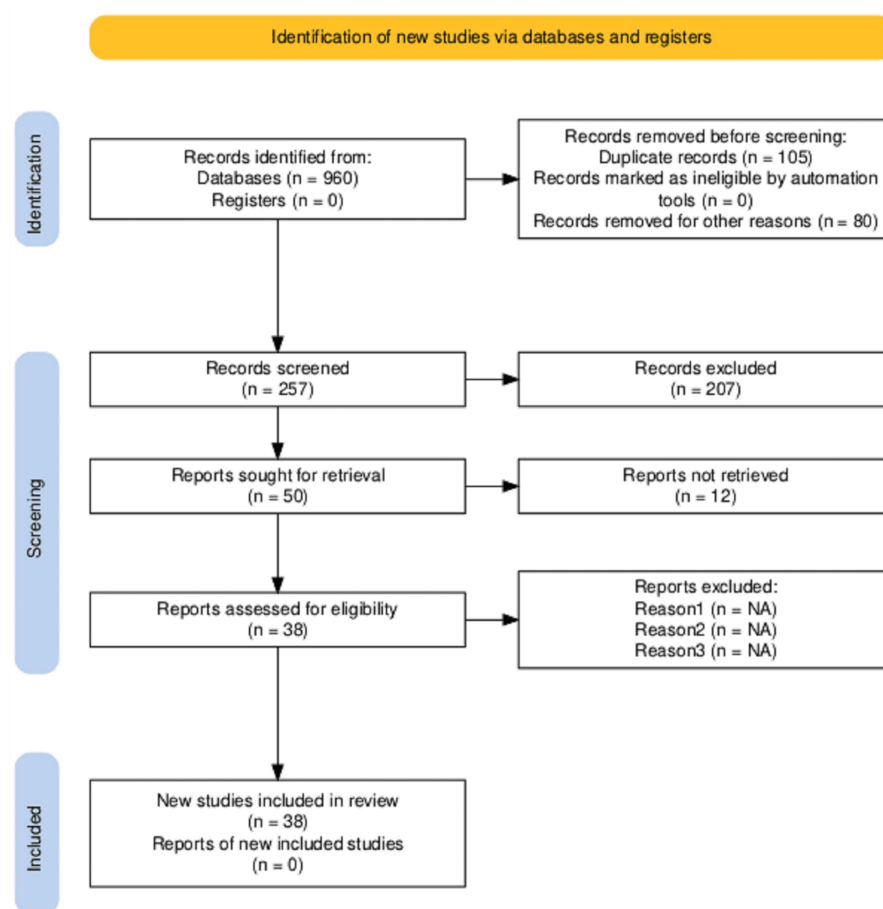 Identification of new studies via databases and registers
Identification
Records identified from:
Databases (n = 960)
Registers (n = 0)
Records removed before screening:
Duplicate records (n = 105)
Records marked as ineligible by automation
tools (n = 0)
Records removed for other reasons (n = 80)
Screening
Records screened
(n = 257)
Records excluded
(n = 207)
Reports sought for retrieval
(n = 50)
Reports not retrieved
(n = 12)
Reports assessed for eligibility
(n = 38)
Reports excluded:
Reason1 (n = NA)
Reason2 (n = NA)
Reason3 (n = NA)
Included
New studies included in review
(n = 38)
Reports of new included studies
(n = 0)